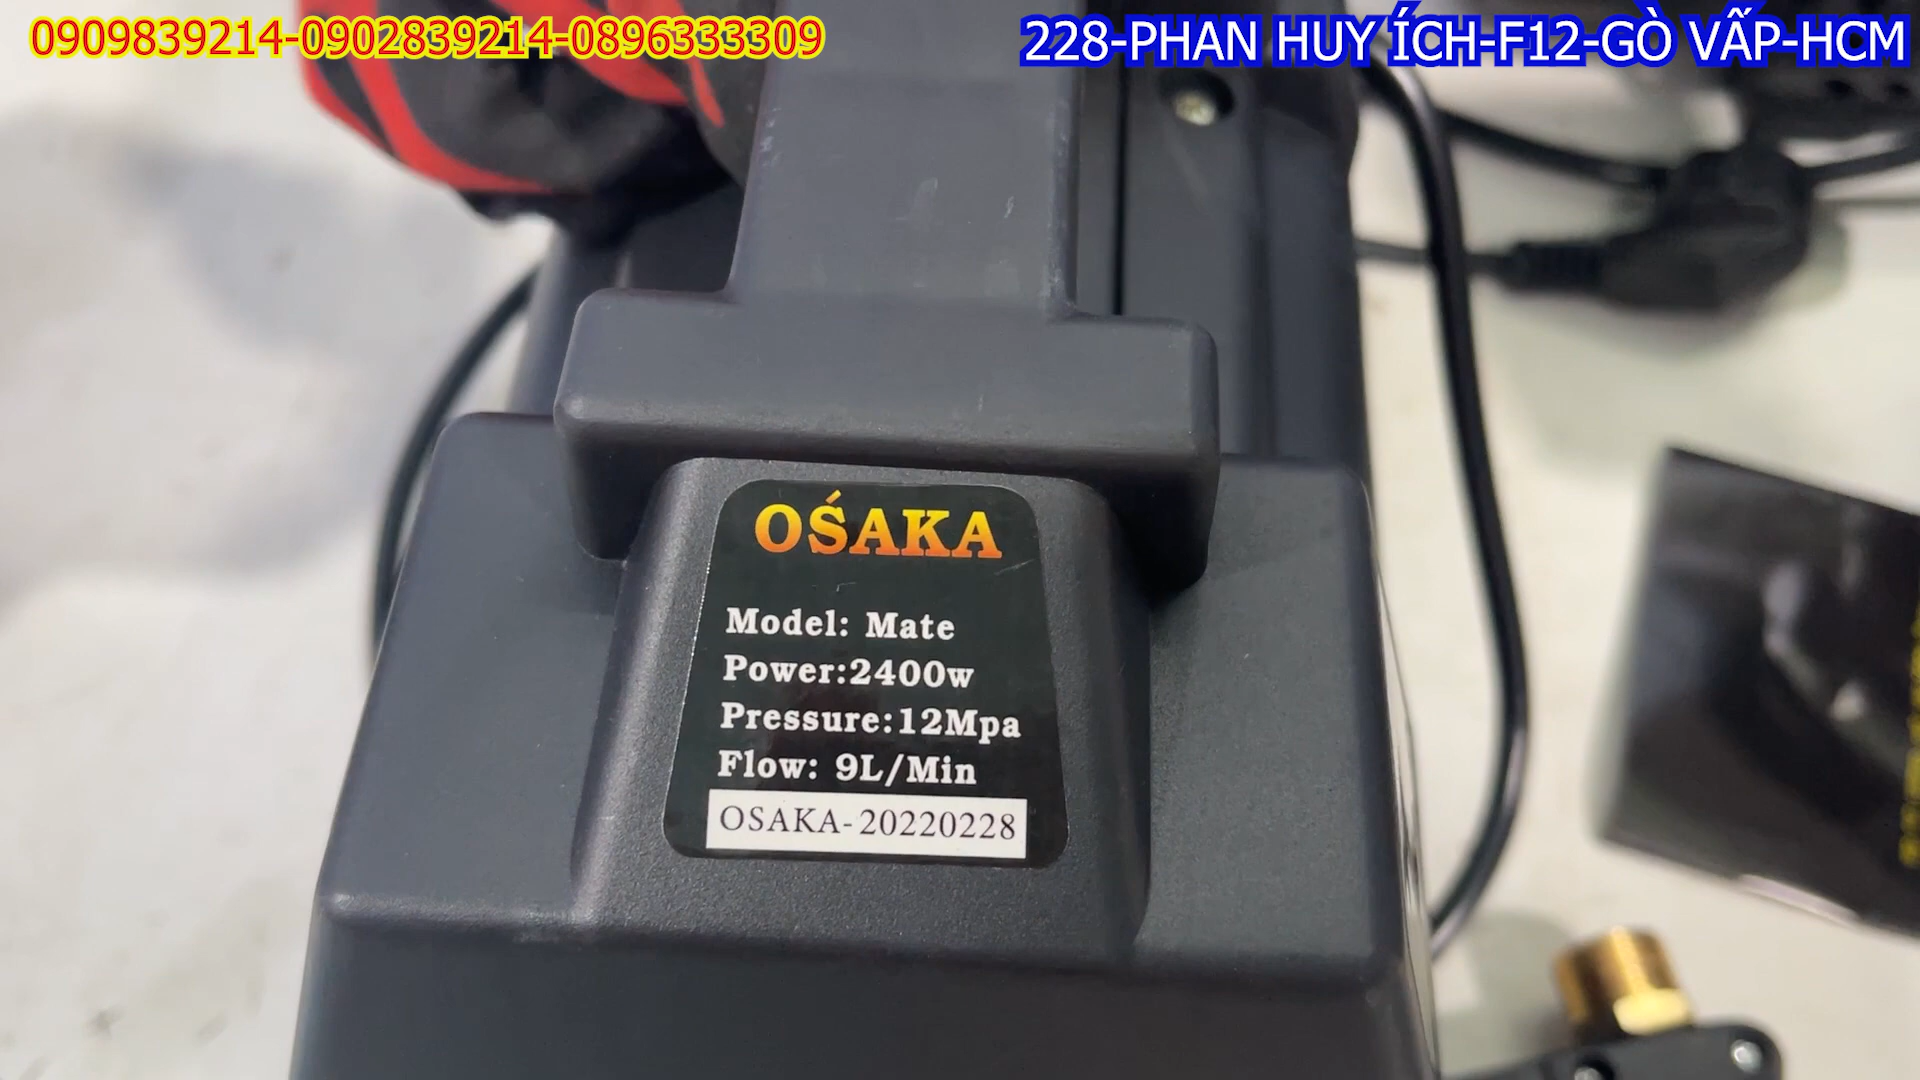 0909839214-0902839214-0896333309
228-PHAN HUY ÍCH-F12-GÒ VẤP-HCM
OŚAKA
Model: Mate
Power:2400w
Pressure:12Mpa
Flow: 9L/Min
OSAKA-20220228